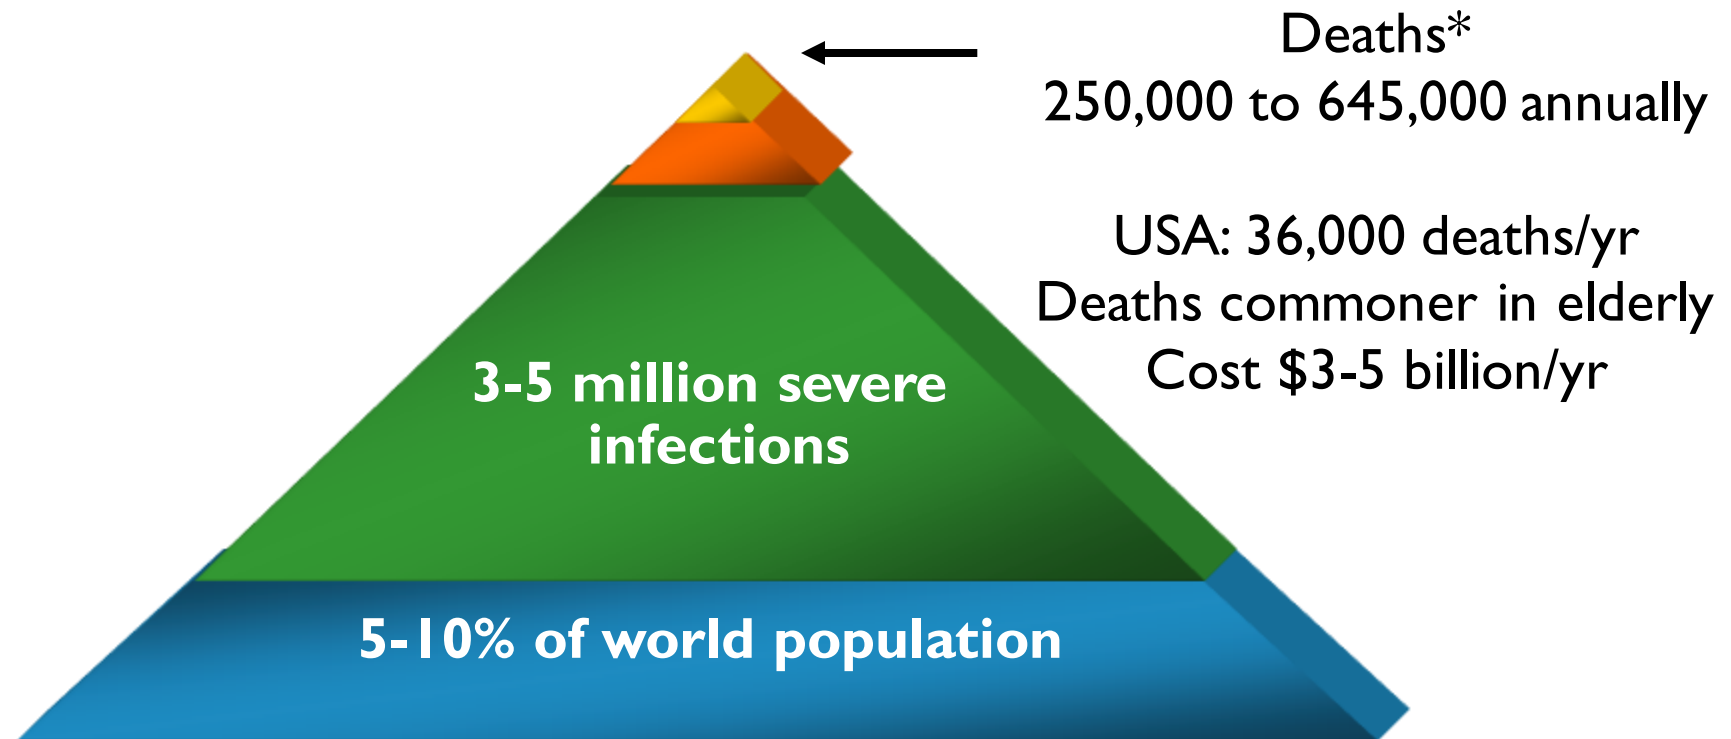 Deaths*
250,000 to 645,000 annually
USA: 36,000 deaths/yr
Deaths commoner in elderly
Cost $3-5 billion/yr
3-5 million severe
infections
5-10% of world population